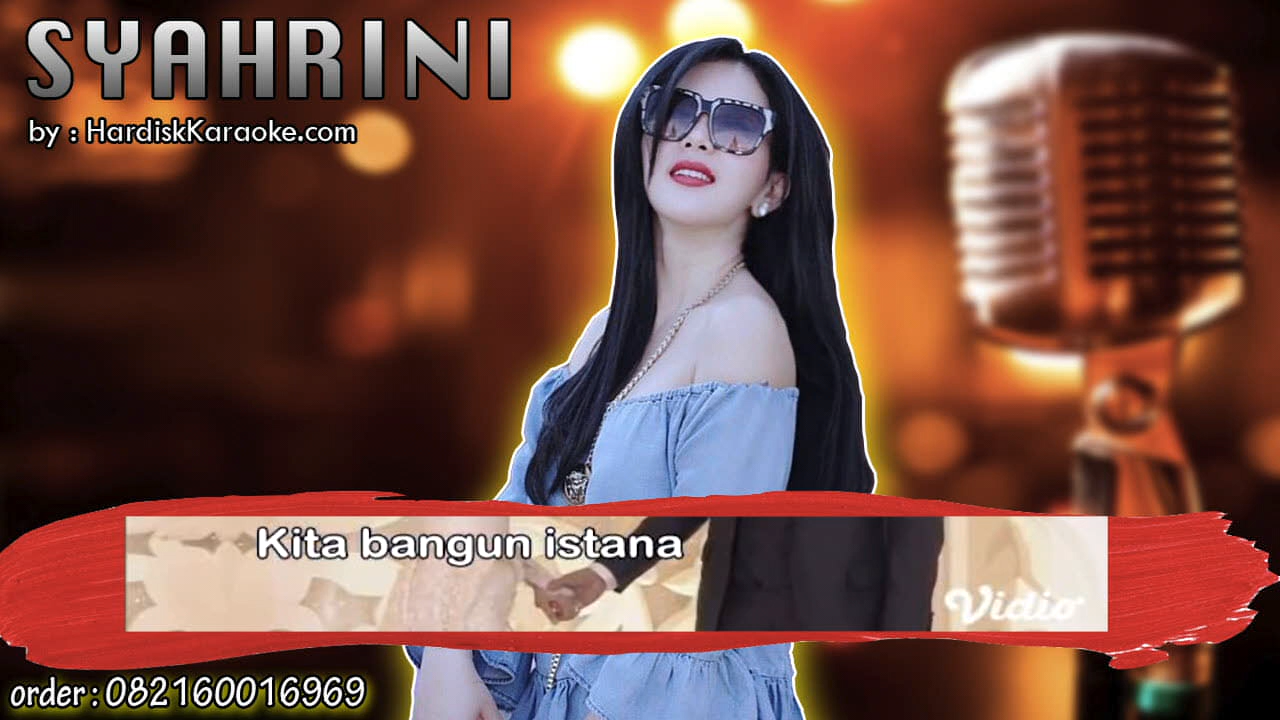 SYAHRINI
by : HardiskKaraoke.com
Kita bangun istana
Vidio
order : 082160016969